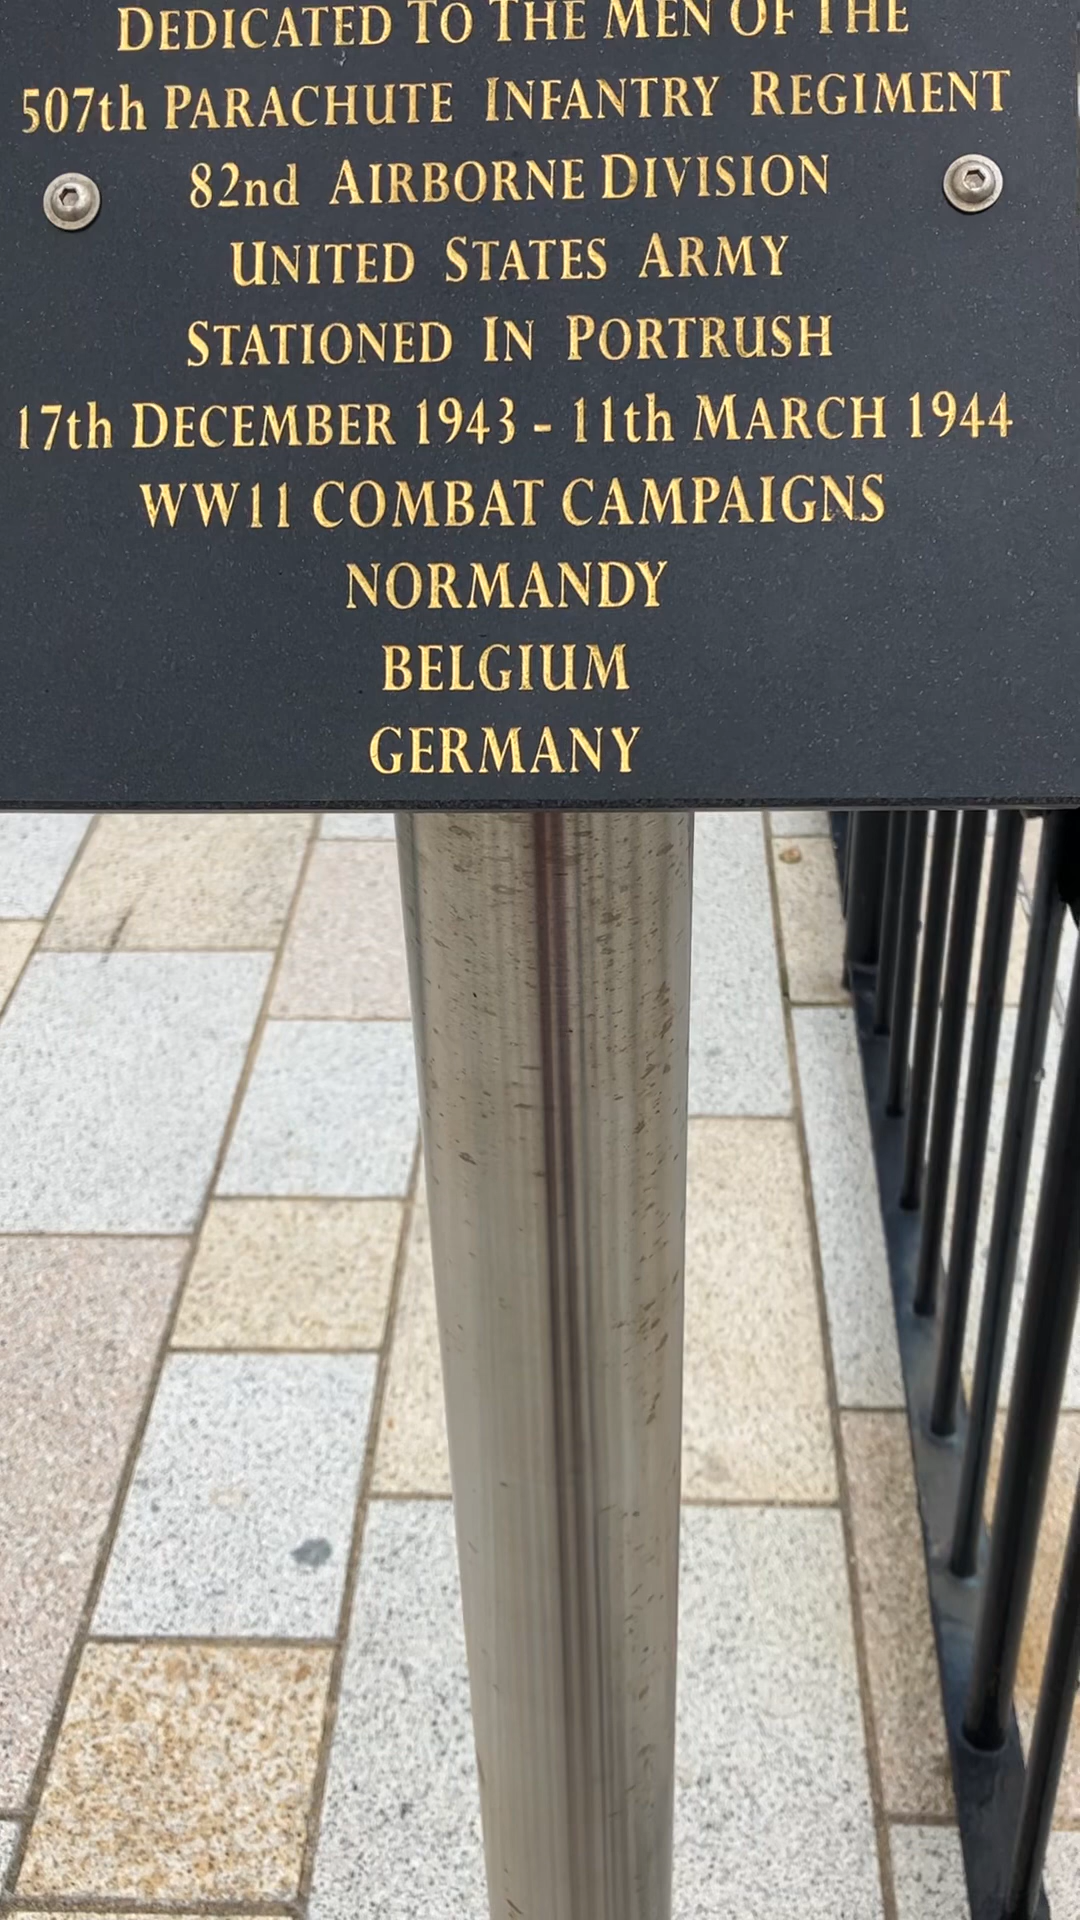 DEDICATED TO THE MEN OF THE
507th PARACHUTE INFANTRY REGIMENT
82nd AIRBORNE DIVISION
UNITED STATES ARMY
STATIONED IN PORTRUSH
17th DECEMBER 1943 - 11th MARCH 1944
WW11 COMBAT CAMPAIGNS
NORMANDY
BELGIUM
GERMANY